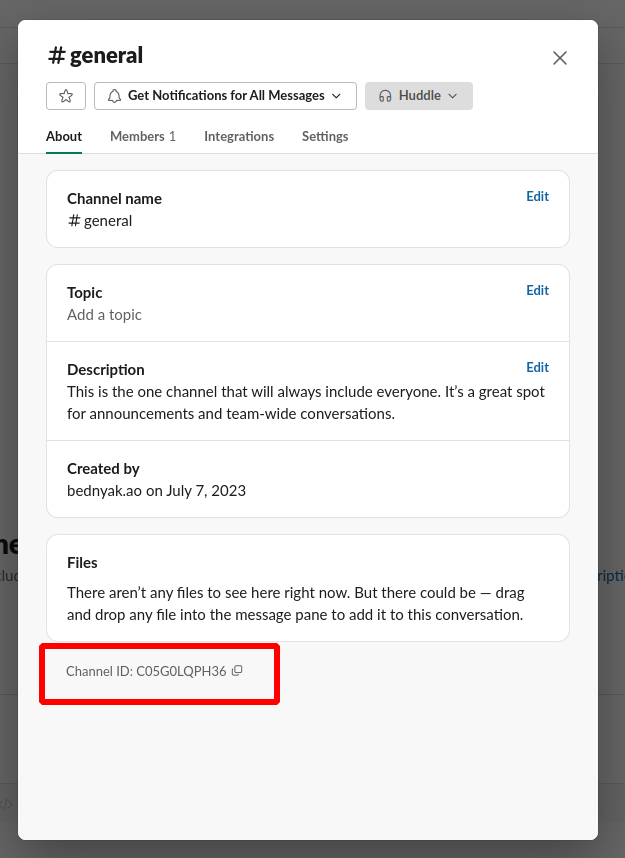 # general
Get Notifications for All Messages
Huddle
About
Members 1
Integrations
Settings
Channel name
Edit
# general
Topic
Edit
Add a topic
Description
Edit
This is the one channel that will always include everyone. It’s a great spot
for announcements and team-wide conversations.
Created by
bednyak.ao on July 7, 2023
Files
There aren’t any files to see here right now. But there could be — drag
and drop any file into the message pane to add it to this conversation.
Channel ID: C05G0LQPH36